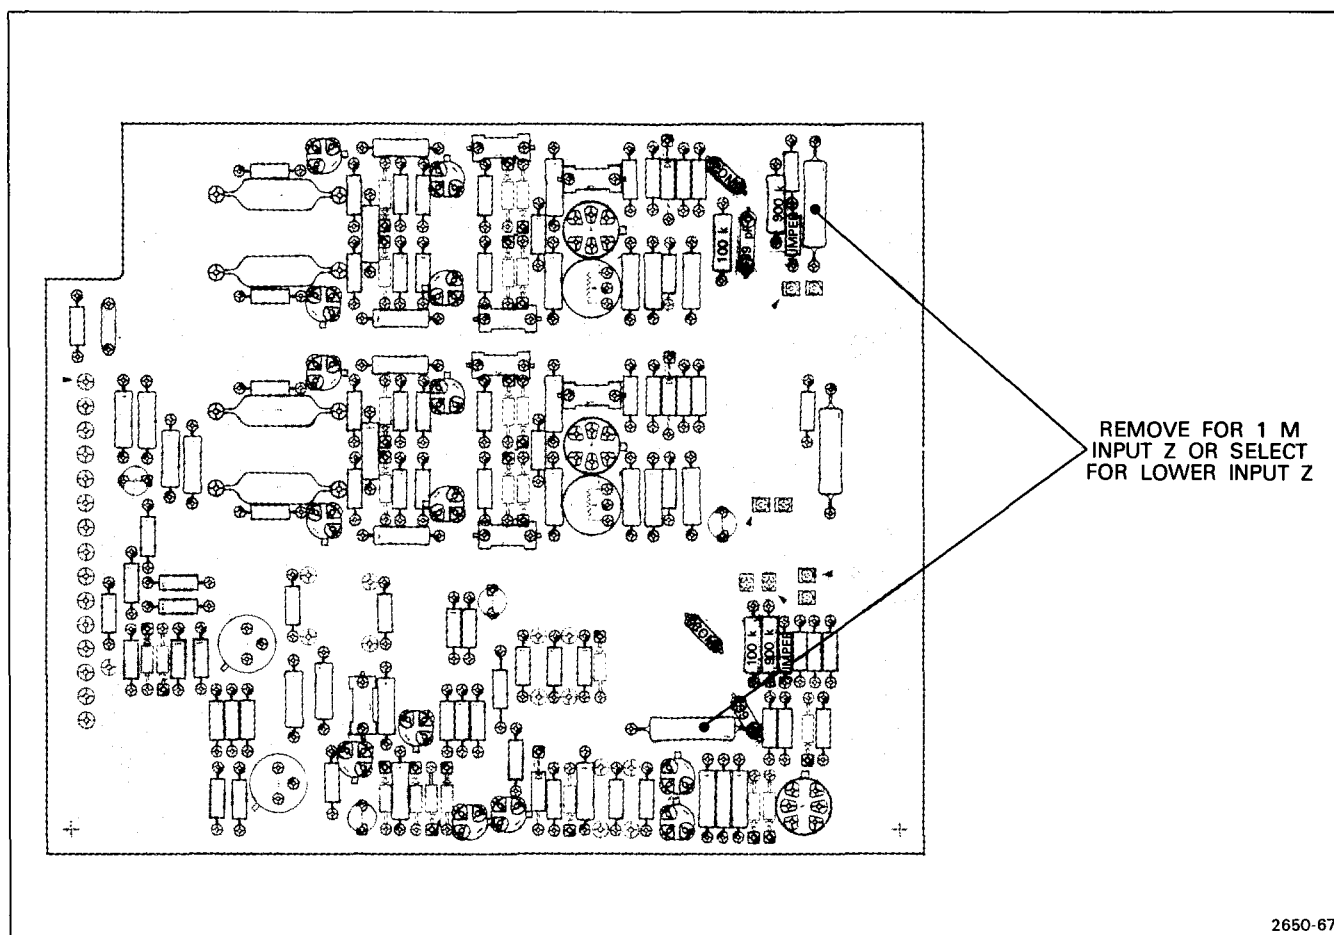 900 k
JUMPER
100 k
REMOVE FOR 1 M
INPUT Z OR SELECT
FOR LOWER INPUT Z
100 k
900 k
JUMPER
2650-67